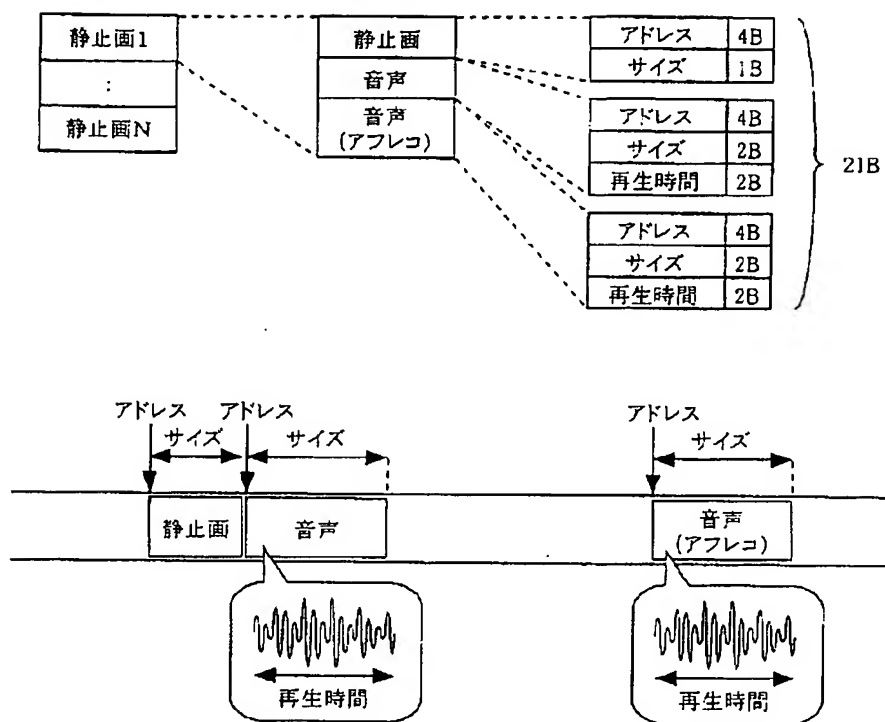 静止画1
:
静止画N
静止画
音声
音声
(アフレコ)
アドレス 4B
サイズ 1B
アドレス 4B
サイズ 2B
再生時間 2B
アドレス 4B
サイズ 2B
再生時間 2B
21B
アドレス アドレス
サイズ サイズ
静止画 音声
再生時間
アドレス
サイズ
音声
(アフレコ)
再生時間